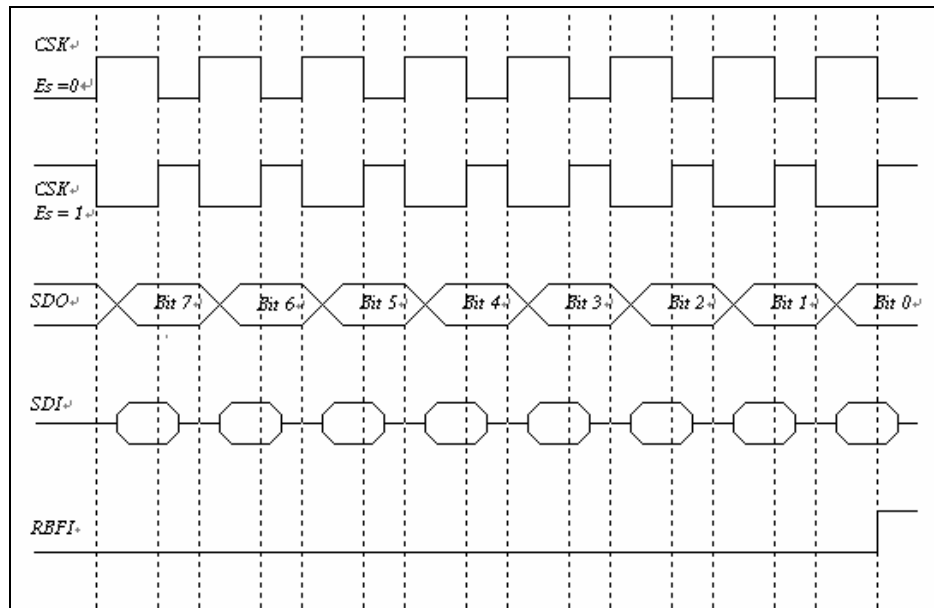 CSK↵
Es =0↵
CSK↵
Es = 1↵
SDO↵
Bit 7↵ Bit 6↵ Bit 5↵ Bit 4↵ Bit 3↵ Bit 2↵ Bit 1↵ Bit 0↵
SDI↵
RBFI↵